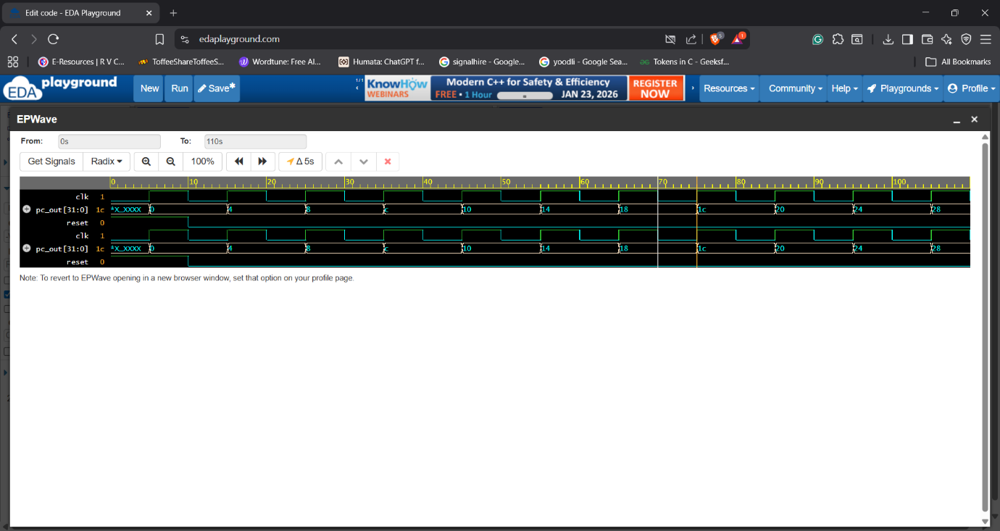 Edit code - EDA Playground
edaplayground.com
5
1
E-Resources | R V C...
ToffeeShareToffeeS...
Wordtune: Free AI...
Humata: ChatGPT f...
signalhire - Google...
yoodli - Google Sea...
Tokens in C - Geeksf...
All Bookmarks
EDA playground
New
Run
Save*
1/1
KnowHow
WEBINARS
Modern C++ for Safety & Efficiency
FREE • 1 Hour
JAN 23, 2026
REGISTER
NOW
Resources
Community
Help
Playgrounds
Profile
EPWave
From: 0s To: 110s
Get Signals Radix 100% Δ 5s
0 10 20 30 40 50 60 70 80 90 100
clk 1
pc_out[31:0] 1c *X_XXXX 0 4 8 c 10 14 18 1c 20 24 28
reset 0
clk 1
pc_out[31:0] 1c *X_XXXX 0 4 8 c 10 14 18 1c 20 24 28
reset 0
Note: To revert to EPWave opening in a new browser window, set that option on your profile page.